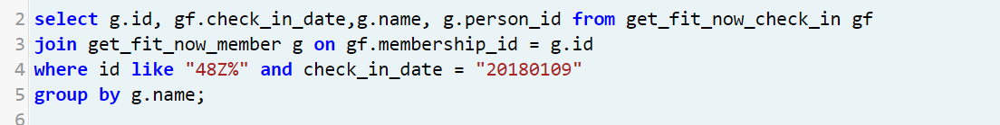 2 select g.id, gf.check_in_date,g.name, g.person_id from get_fit_now_check_in gf
3 join get_fit_now_member g on gf.membership_id = g.id
4 where id like "48Z%" and check_in_date = "20180109"
5 group by g.name;
6